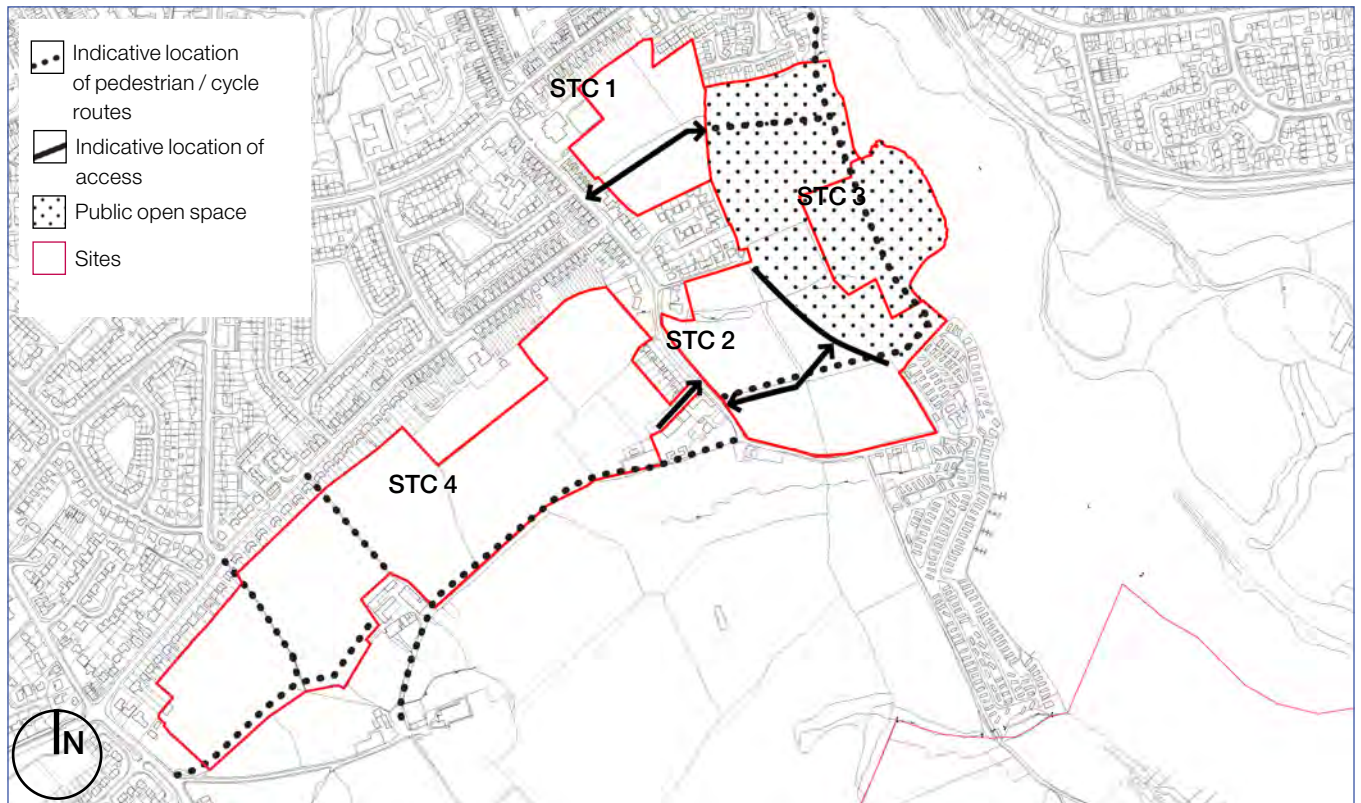 Indicative location
of pedestrian / cycle
routes
Indicative location of
access
Public open space
Sites
STC 1
STC 3
STC 2
STC 4
N